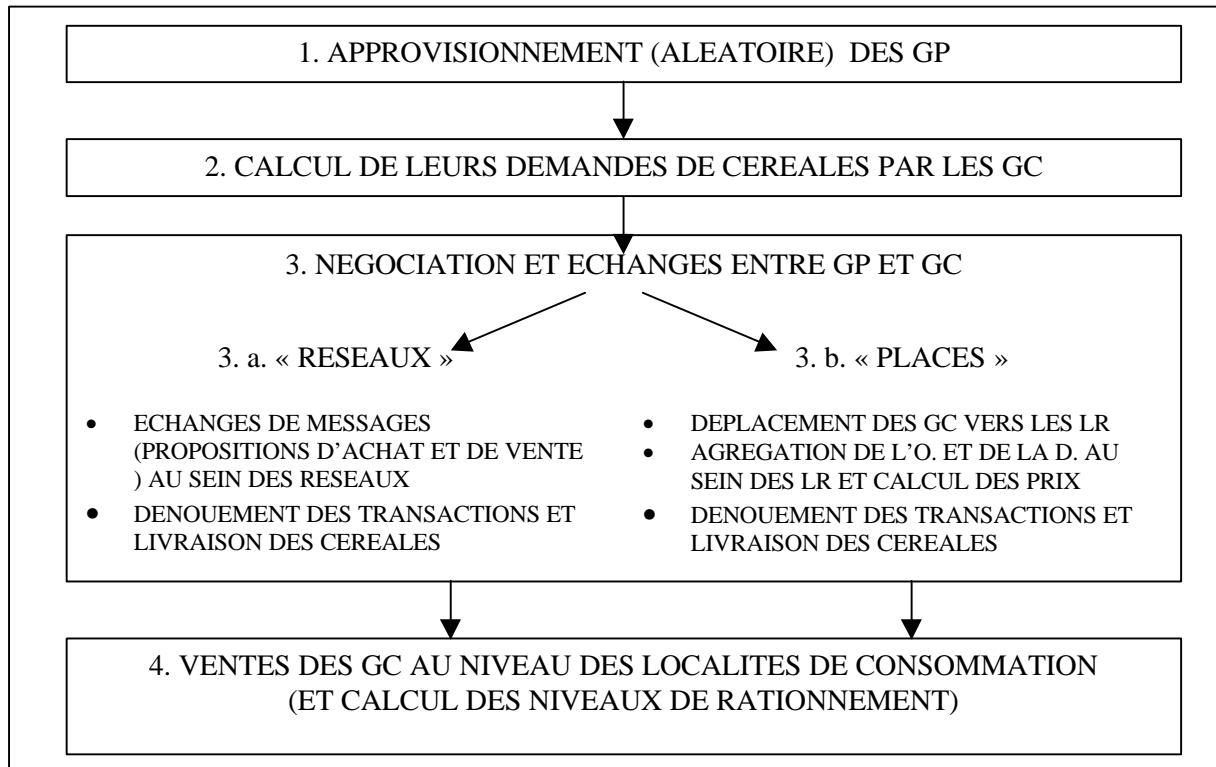 1. APPROVISIONNEMENT (ALEATOIRE) DES GP
2. CALCUL DE LEURS DEMANDES DE CEREALES PAR LES GC
3. NEGOCIATION ET ECHANGES ENTRE GP ET GC
3. a. « RESEAUX »
• ECHANGES DE MESSAGES
(PROPOSITIONS D'ACHAT ET DE VENTE
) AU SEIN DES RESEAUX
• DENOUEMENT DES TRANSACTIONS ET
LIVRAISON DES CEREALES
3. b. « PLACES »
• DEPLACEMENT DES GC VERS LES LR
• AGREGATION DE L'O. ET DE LA D. AU
SEIN DES LR ET CALCUL DES PRIX
• DENOUEMENT DES TRANSACTIONS ET
LIVRAISON DES CEREALES
4. VENTES DES GC AU NIVEAU DES LOCALITES DE CONSOMMATION
(ET CALCUL DES NIVEAUX DE RATIONNEMENT)